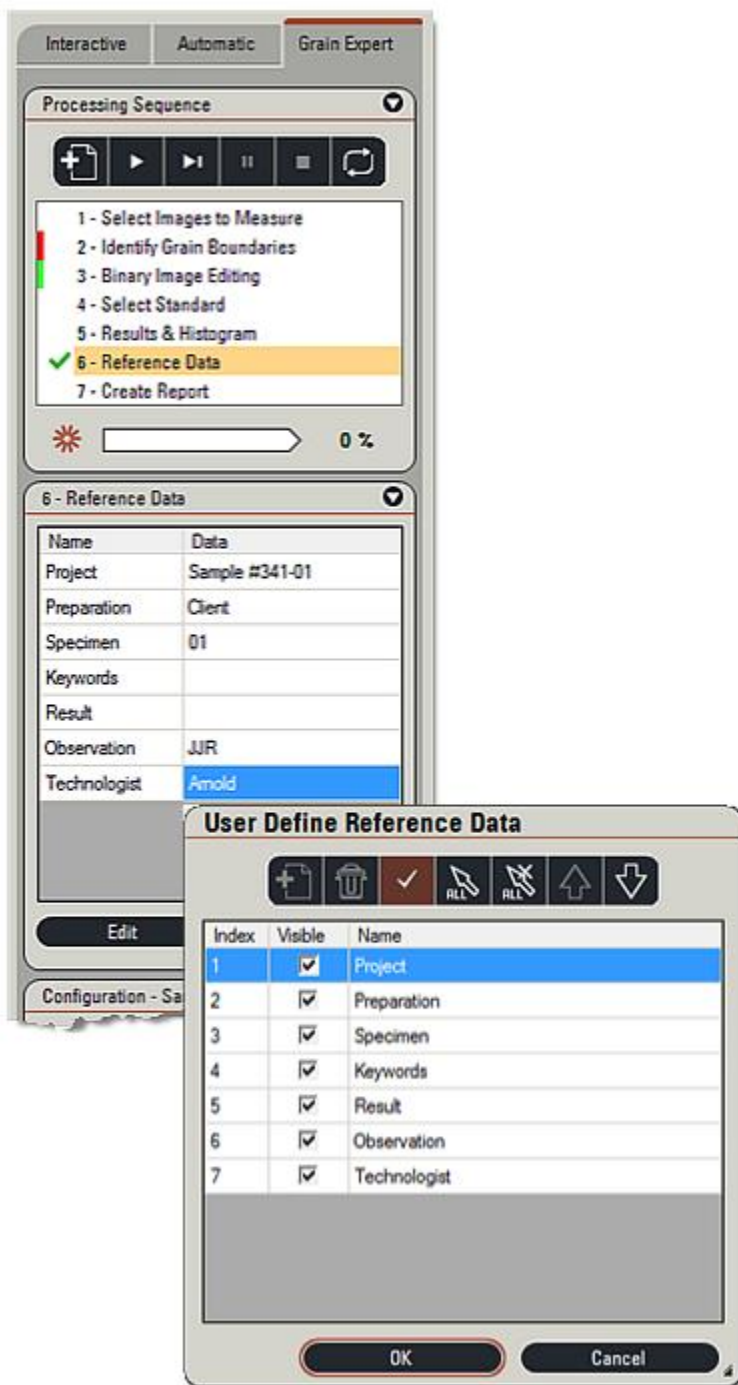 Interactive Automatic Grain Expert
Processing Sequence
1 - Select Images to Measure
2 - Identify Grain Boundaries
3 - Binary Image Editing
4 - Select Standard
5 - Results & Histogram
6 - Reference Data
7 - Create Report
0 %
6 - Reference Data
Name Data
Project Sample #341-01
Preparation Client
Specimen 01
Keywords
Result
Observation JJR
Technologist Arnold
Edit
Configuration - Sa
User Define Reference Data
ALL ALL
Index Visible Name
1 Project
2 Preparation
3 Specimen
4 Keywords
5 Result
6 Observation
7 Technologist
OK Cancel